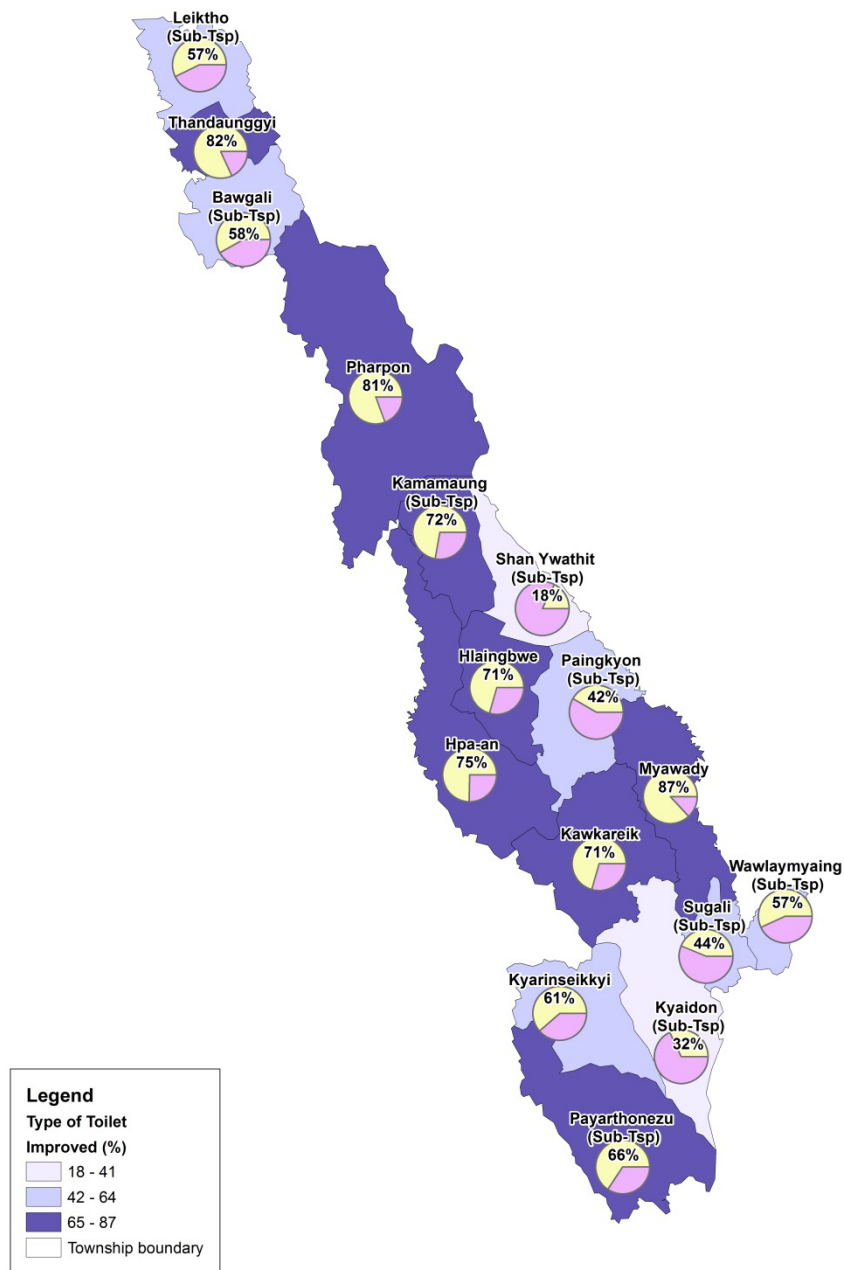 Leiktho
(Sub-Tsp)
57%
Thandaunggyi
82%
Bawgali
(Sub-Tsp)
58%
Pharpon
81%
Kamamaung
(Sub-Tsp)
72%
Shan Ywathit
(Sub-Tsp)
18%
Hlaingbwe
71%
Paingkyon
(Sub-Tsp)
42%
Hpa-an
75%
Myawady
87%
Kawkareik
71%
Wawlaymyaing
(Sub-Tsp)
57%
Sugali
(Sub-Tsp)
44%
Kyarinseikkyi
61%
Kyaidon
(Sub-Tsp)
32%
Payarthonezu
(Sub-Tsp)
66%
Legend
Type of Toilet
Improved (%)
18 - 41
42 - 64
65 - 87
Township boundary